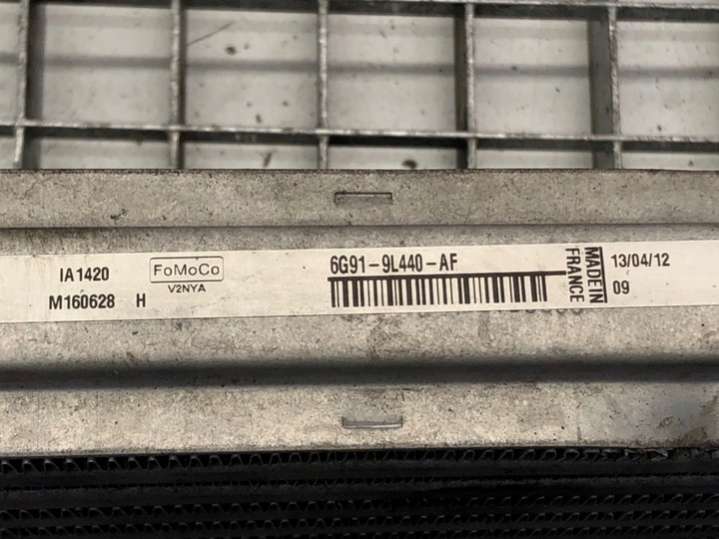 IA1420
M160628 H
FoMoCo
V2NYA
6G91-9L440-AF
MADE IN
FRANCE
13/04/12
09